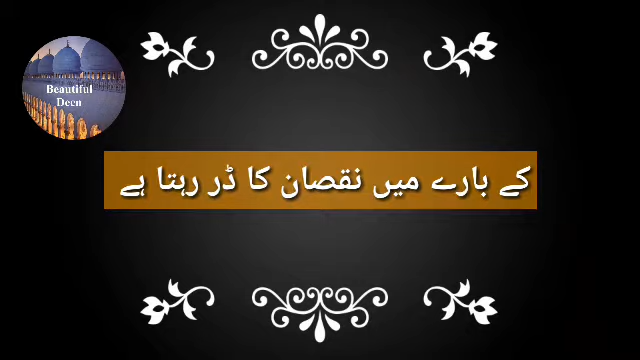 Beautiful
Deen
کے بارے میں نقصان کا ڈر رہتا ہے